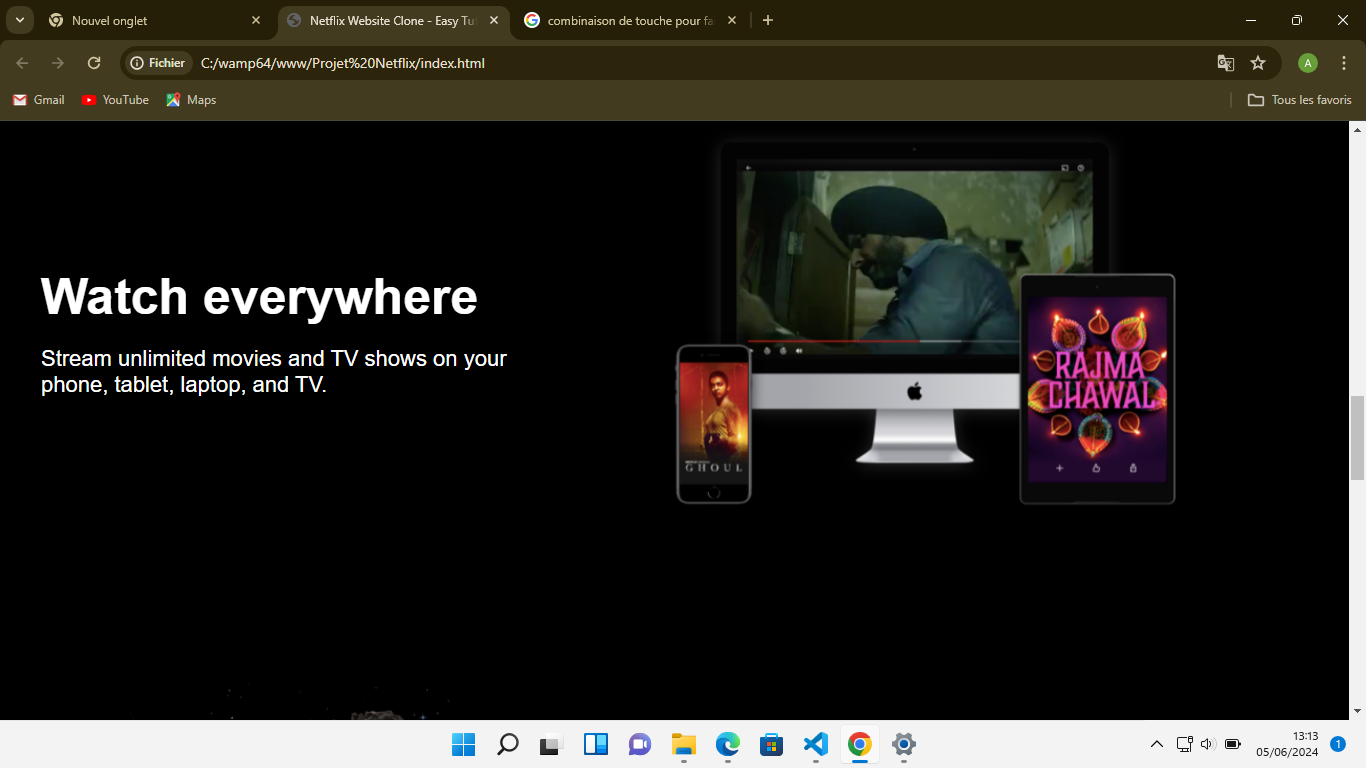 Nouvel onglet
Netflix Website Clone - Easy Tu
combinaison de touche pour fa
Fichier
C:/wamp64/www/Projet%20Netflix/index.html
A
Gmail
YouTube
Maps
Tous les favoris
Watch everywhere
Stream unlimited movies and TV shows on your
phone, tablet, laptop, and TV.
RAJMA
CHAWAL
GHOUL
13:13
05/06/2024
1